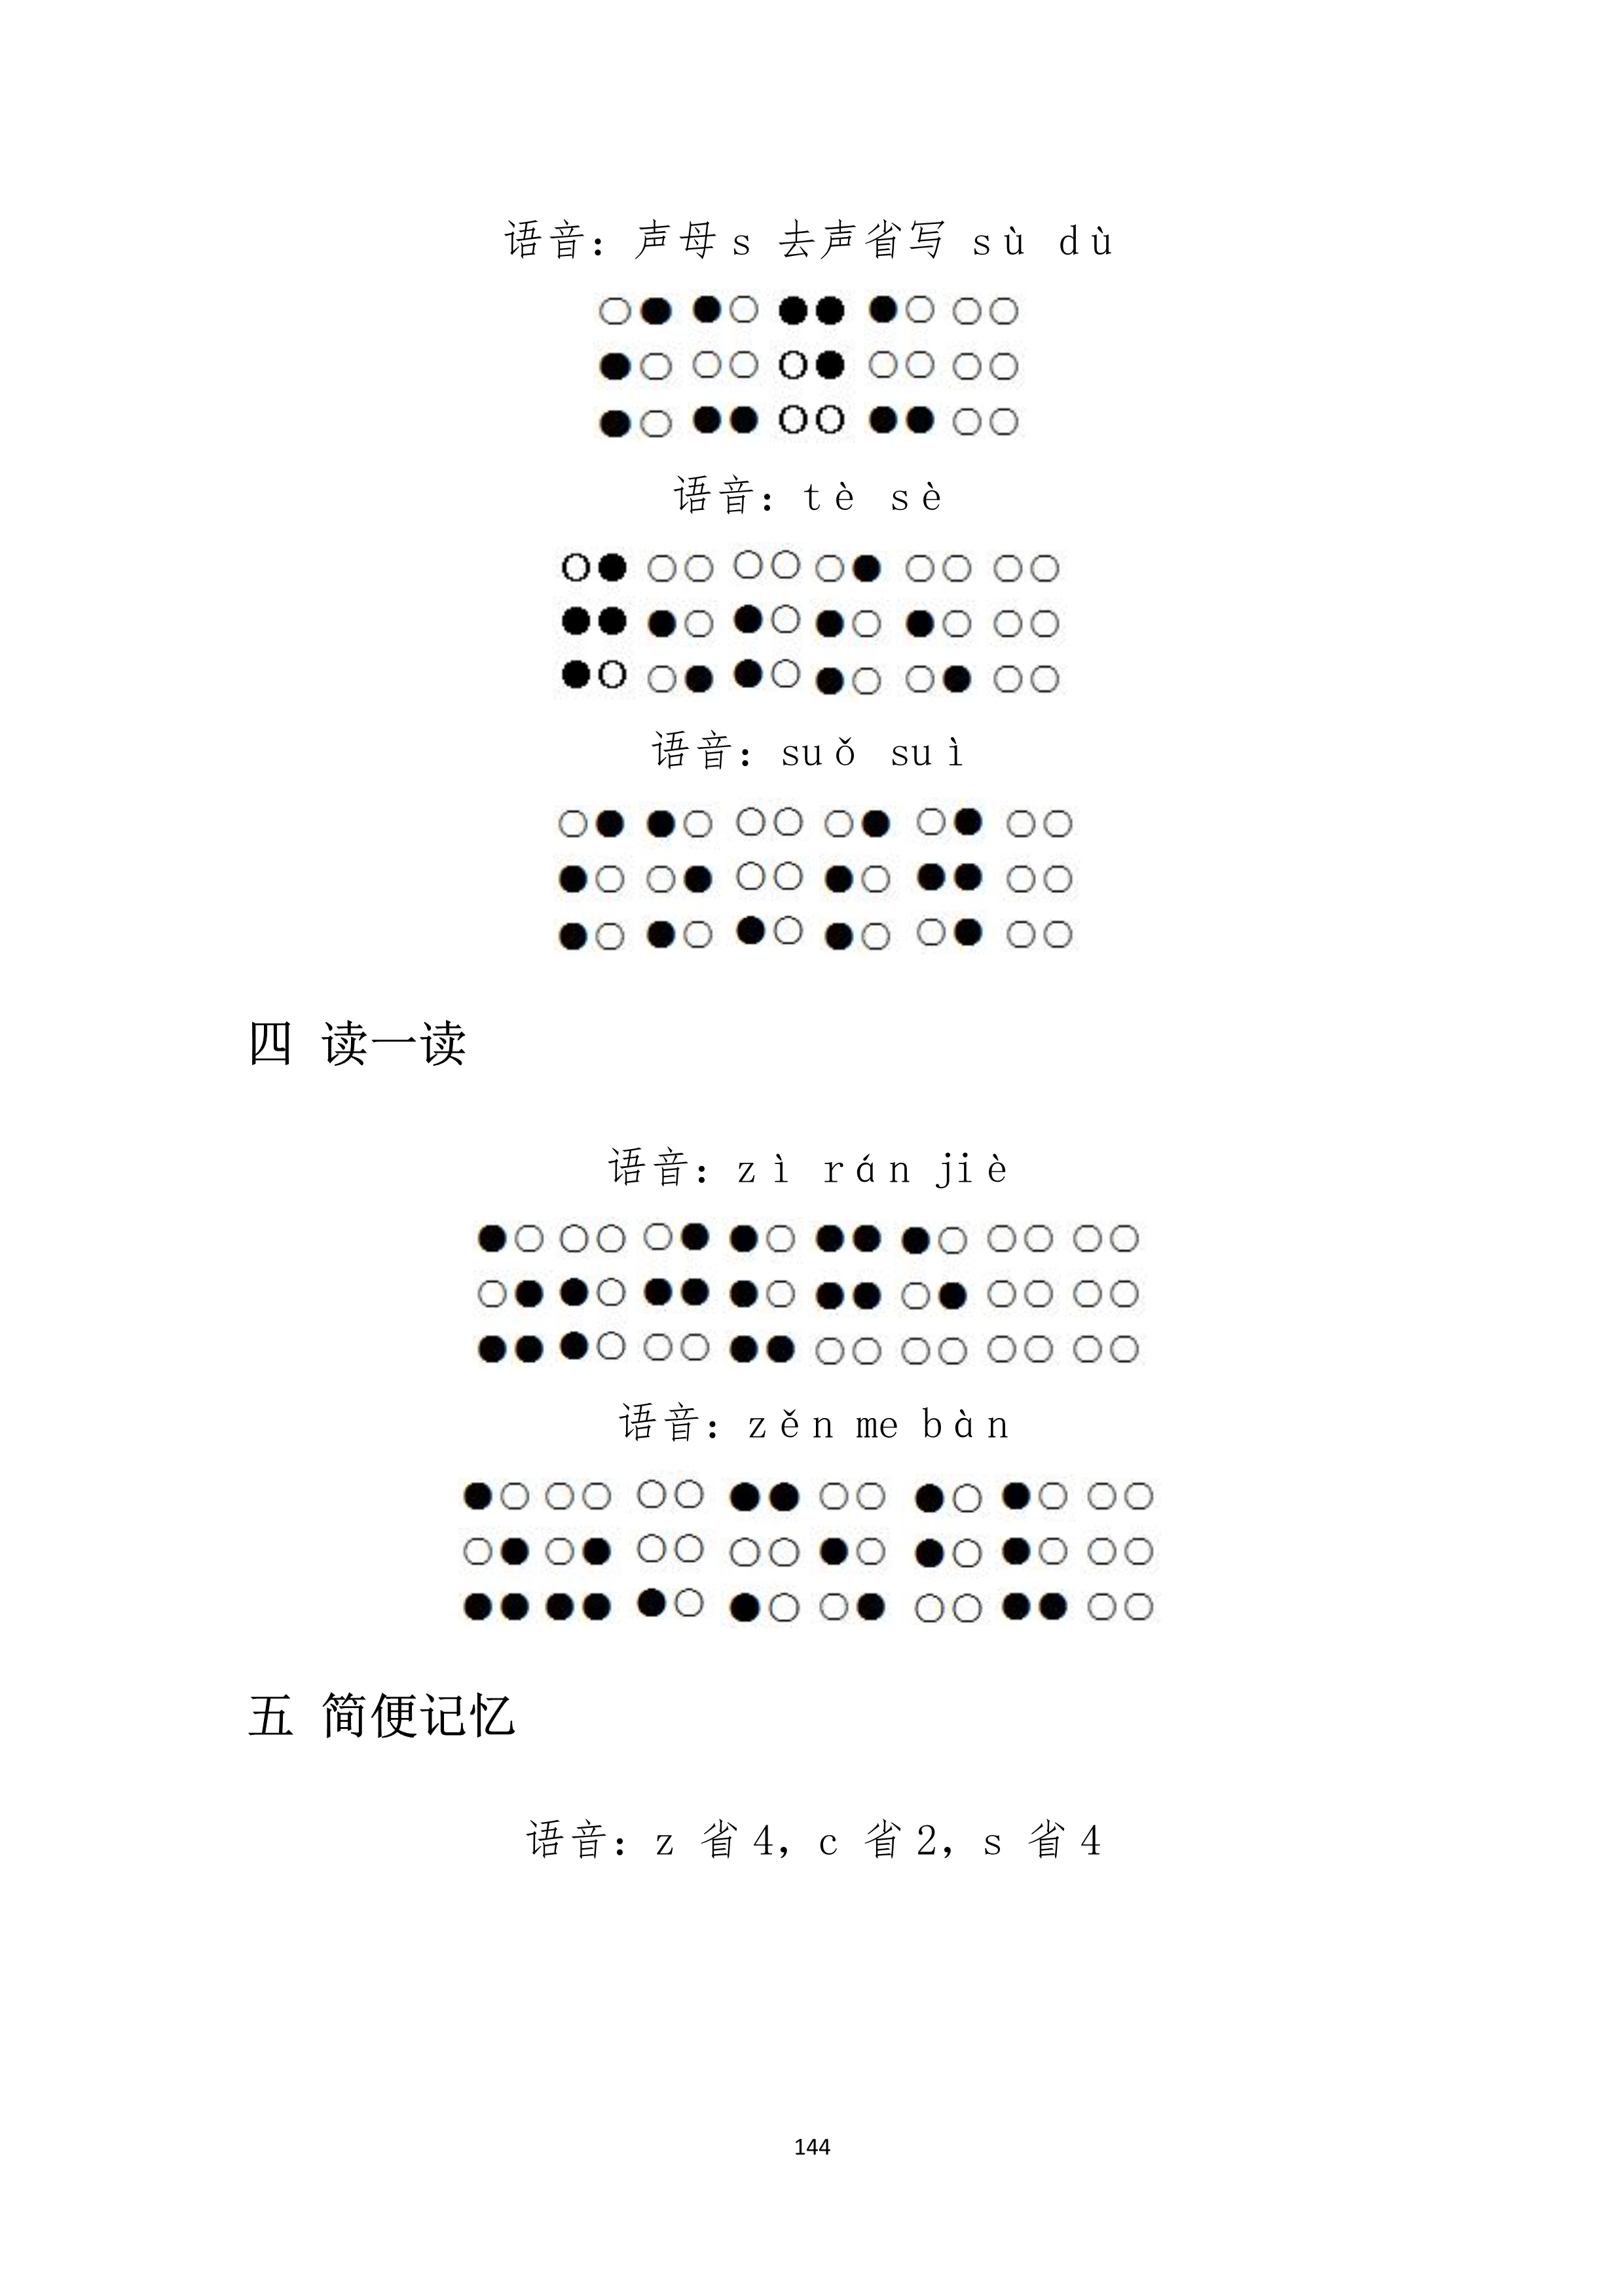 语音：声母 s 去声省写 sù dù
⠎⠥⠙⠥⠀
语音：tè sè
⠞⠢⠆⠎⠢⠀
语音：suǒ suì
⠎⠕⠄⠎⠺⠀
四 读一读
语音：zì rán jiè
⠵⠆⠚⠧⠛⠑⠀⠀
语音：zěn me bàn
⠵⠴⠄⠍⠢⠃⠧⠀
五 简便记忆
语音：z 省 4，c 省 2，s 省 4
144